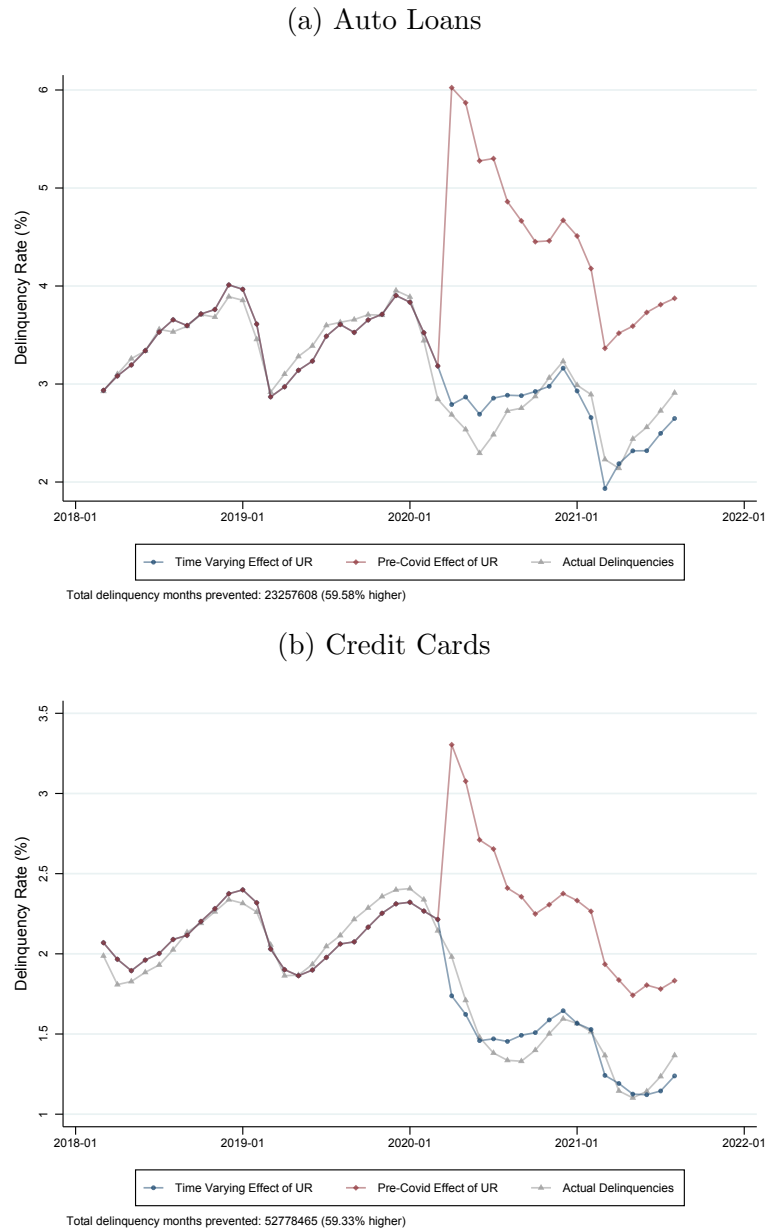 (a) Auto Loans
6
5
4
3
2
Delinquency Rate (%)
2018-01 2019-01 2020-01 2021-01 2022-01
Time Varying Effect of UR Pre-Covid Effect of UR Actual Delinquencies
Total delinquency months prevented: 23257608 (59.58% higher)
(b) Credit Cards
3.5
3
2.5
2
1.5
1
Delinquency Rate (%)
2018-01 2019-01 2020-01 2021-01 2022-01
Time Varying Effect of UR Pre-Covid Effect of UR Actual Delinquencies
Total delinquency months prevented: 52778465 (59.33% higher)